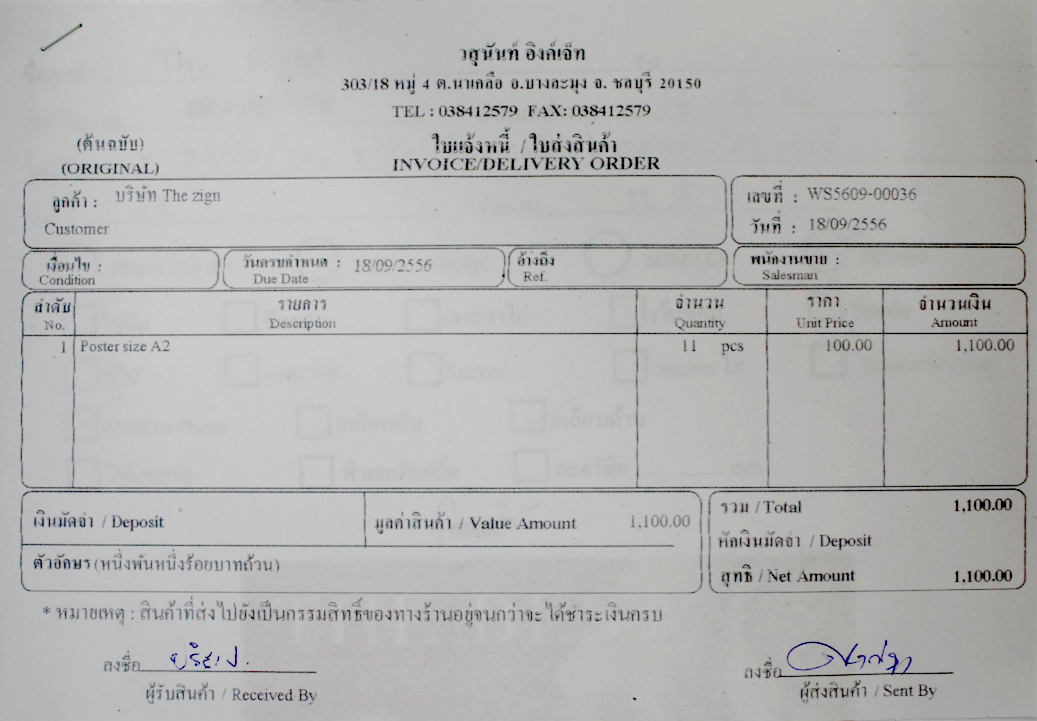 วสุนันท์ อิงค์เจ็ท
303/18 หมู่ 4 ต.นาเกลือ อ.บางละมุง จ. ชลบุรี 20150
TEL : 038412579 FAX: 038412579
(ต้นฉบับ) ใบแจ้งหนี้ / ใบส่งสินค้า
(ORIGINAL) INVOICE/DELIVERY ORDER
ลูกค้า : บริษัท The zign เลขที่ : WS5609-00036
Customer วันที่ : 18/09/2556
เงื่อนไข : วันครบกำหนด : 18/09/2556 อ้างถึง พนักงานขาย :
Condition Due Date Ref. Salesman
ลำดับ รายการ จำนวน ราคา จำนวนเงิน
No. Description Quantity Unit Price Amount
1 Poster size A2 11 pcs 100.00 1,100.00
เงินมัดจำ / Deposit มูลค่าสินค้า / Value Amount 1,100.00 รวม / Total 1,100.00
หักเงินมัดจำ / Deposit
ตัวอักษร (หนึ่งพันหนึ่งร้อยบาทถ้วน) สุทธิ / Net Amount 1,100.00
* หมายเหตุ : สินค้าที่ส่งไปยังเป็นกรรมสิทธิ์ของทางร้านอยู่จนกว่าจะได้ชำระเงินครบ
ลงชื่อ ลงชื่อ
ผู้รับสินค้า / Received By ผู้ส่งสินค้า / Sent By